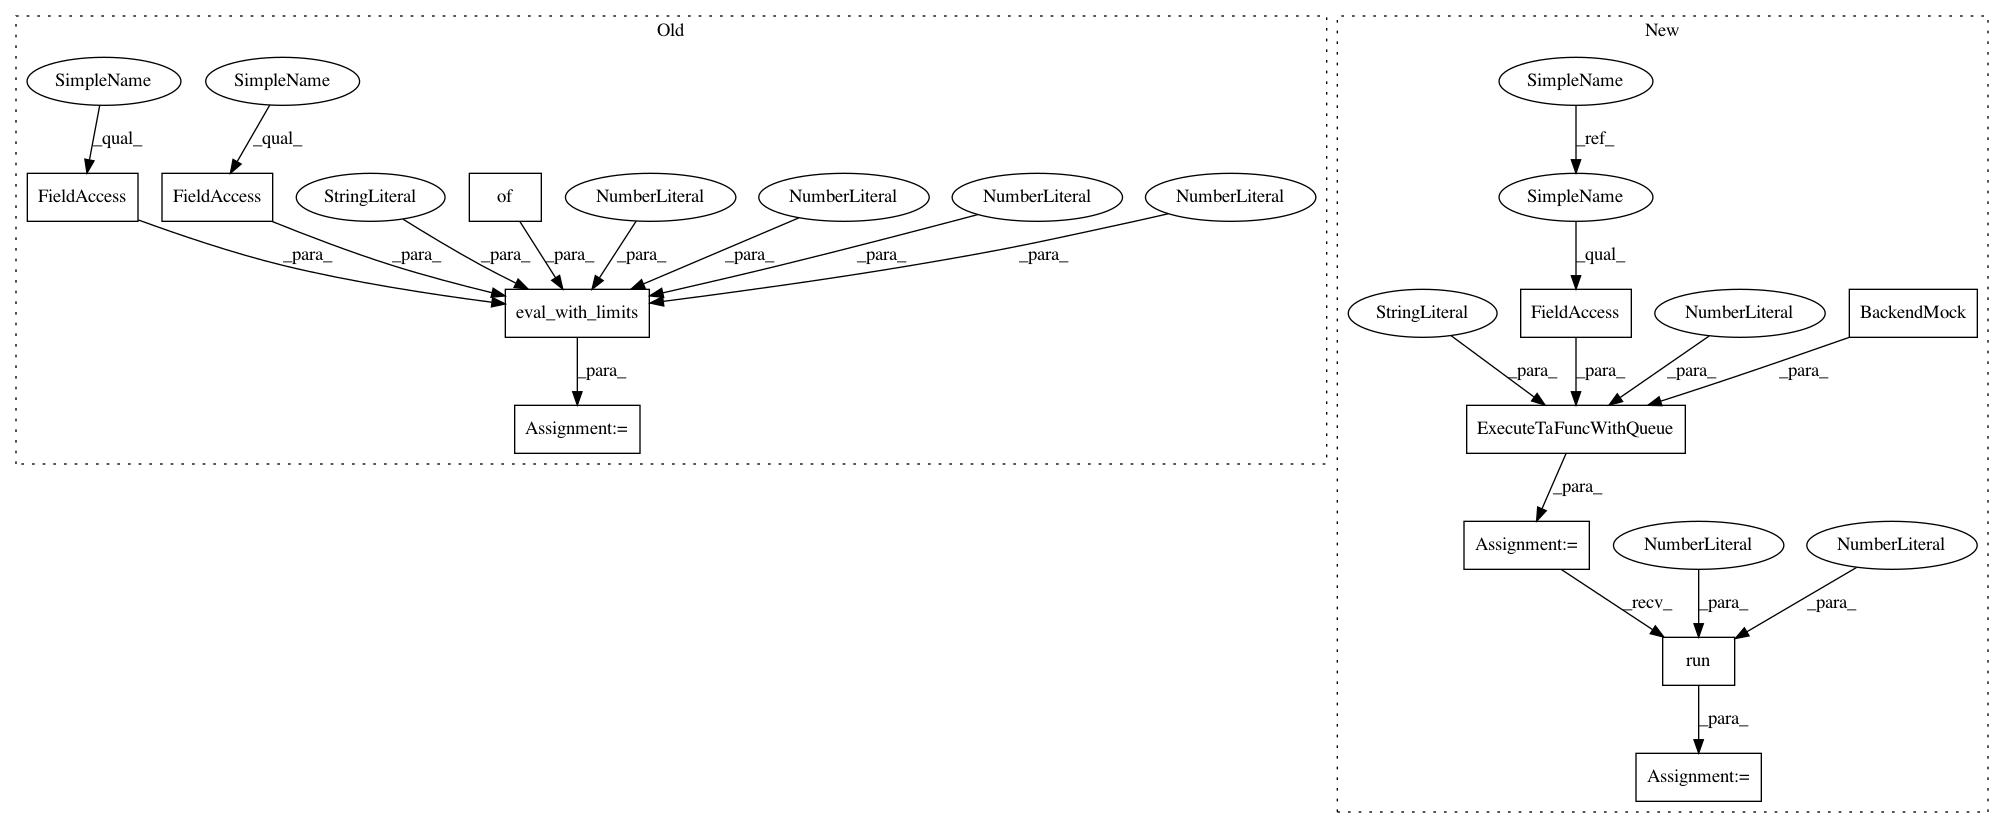 Old
New
SimpleName
SimpleName
SimpleName
_qual_
_qual_
_ref_
FieldAccess
FieldAccess
StringLiteral
of
NumberLiteral
NumberLiteral
NumberLiteral
NumberLiteral
SimpleName
_para_
_para_
_para_
_para_
_para_
_para_
_para_
_para_
_qual_
eval_with_limits
StringLiteral
FieldAccess
NumberLiteral
BackendMock
_para_
_para_
_para_
_para_
_para_
Assignment:=
ExecuteTaFuncWithQueue
_para_
Assignment:=
NumberLiteral
NumberLiteral
_recv_
_para_
_para_
run
_para_
Assignment:=